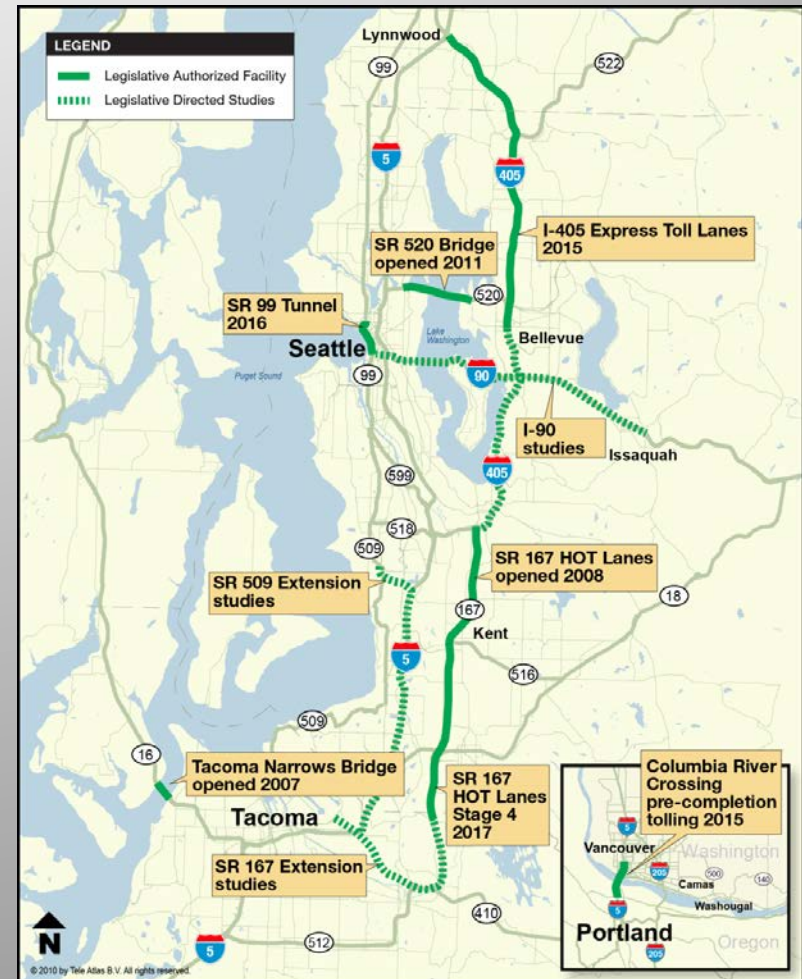 LEGEND
Legislative Authorized Facility
Legislative Directed Studies
Lynnwood
99
522
5
405
I-405 Express Toll Lanes
2015
SR 520 Bridge
opened 2011
520
SR 99 Tunnel
2016
Seattle
Lake
Washington
Bellevue
99
90
Puget Sound
I-90
studies
Issaquah
405
599
518
509
SR 167 HOT Lanes
opened 2008
SR 509 Extension
studies
167
18
Kent
5
516
509
16
Tacoma Narrows Bridge
opened 2007
Tacoma
SR 167
HOT Lanes
Stage 4
2017
SR 167 Extension
studies
410
512
5
N
© 2010 by Tele Atlas B.V. All rights reserved.
Columbia River
Crossing
pre-completion
tolling 2015
5
Vancouver
Washington
205
500
140
Camas
Washougal
5
Portland
Oregon
205